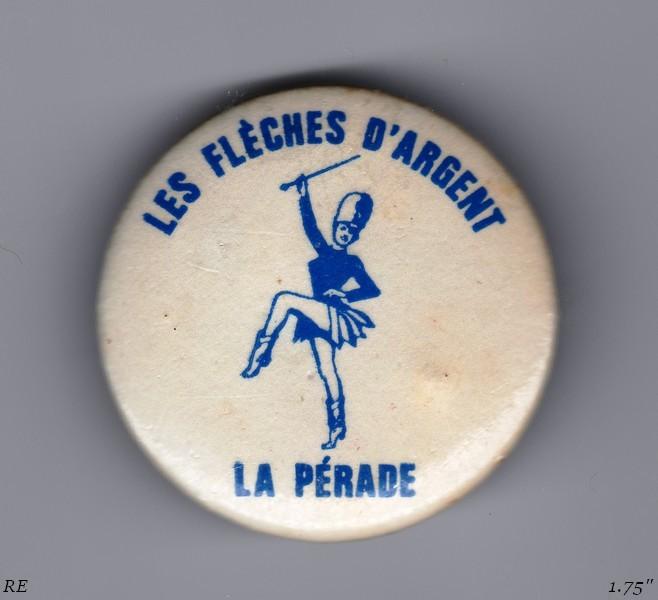 LES FLÈCHES D'ARGENT
LA PÉRADE
RE
1.75"